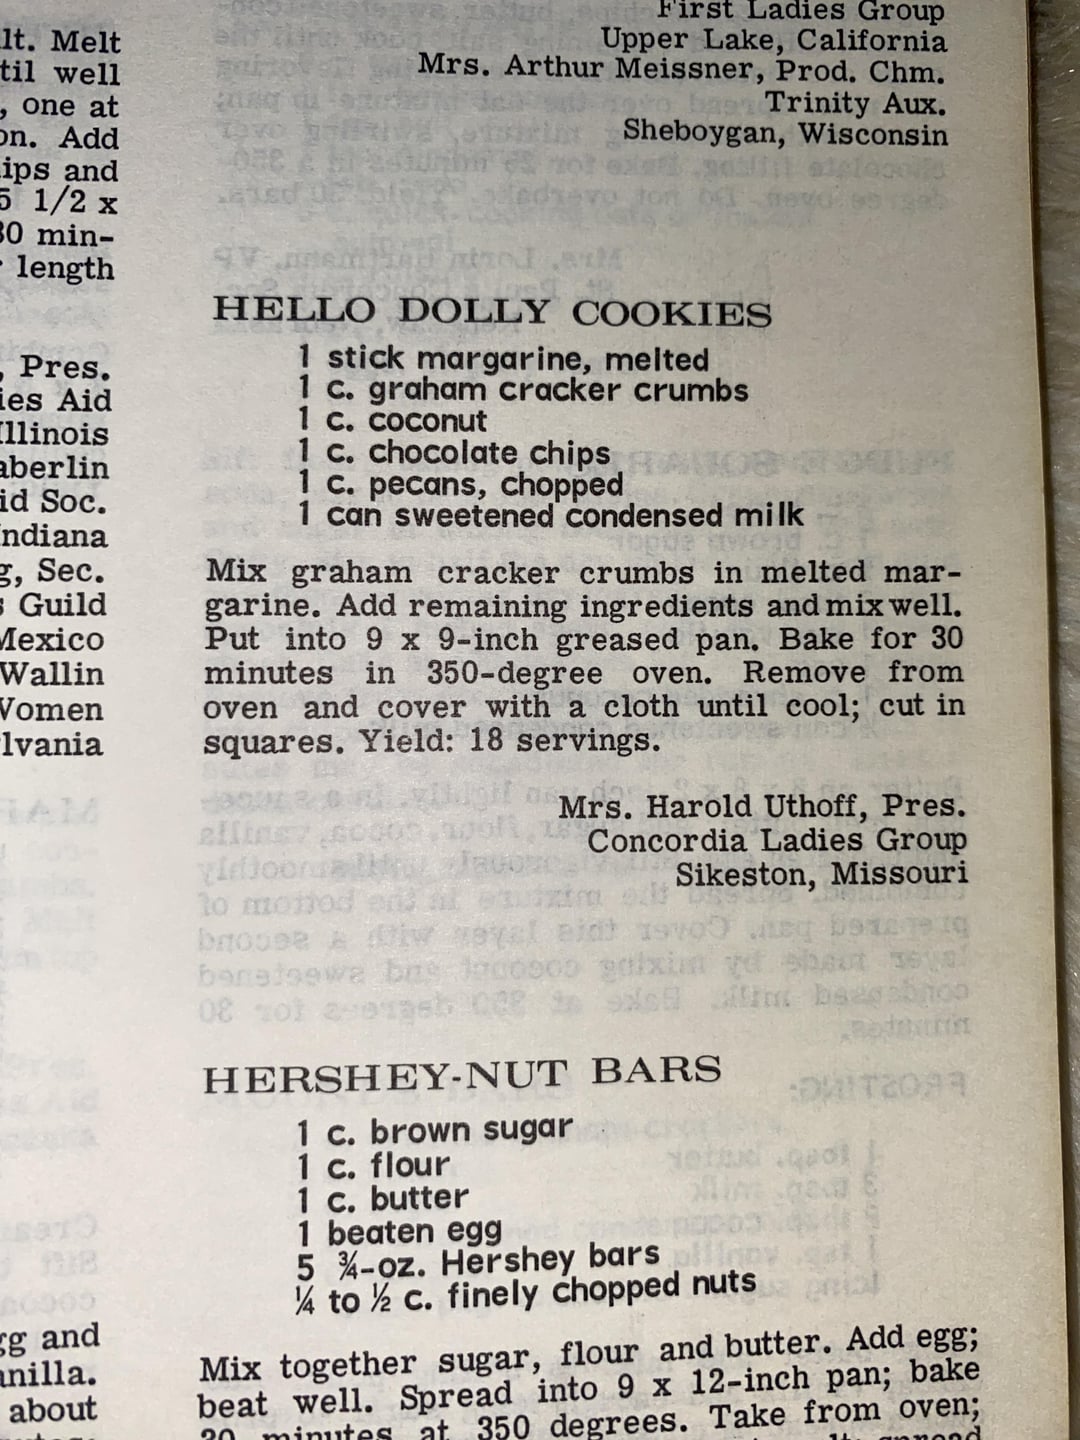 lt. Melt
til well
, one at
on. Add
ips and
5 1/2 x
30 min-
length
, Pres.
ies Aid
Illinois
aberlin
id Soc.
Indiana
g, Sec.
s Guild
Mexico
Wallin
Women
lvania
gg and
anilla.
about
First Ladies Group
Upper Lake, California
Mrs. Arthur Meissner, Prod. Chm.
Trinity Aux.
Sheboygan, Wisconsin
HELLO DOLLY COOKIES
1 stick margarine, melted
1 c. graham cracker crumbs
1 c. coconut
1 c. chocolate chips
1 c. pecans, chopped
1 can sweetened condensed milk
Mix graham cracker crumbs in melted mar-
garine. Add remaining ingredients and mix well.
Put into 9 x 9-inch greased pan. Bake for 30
minutes in 350-degree oven. Remove from
oven and cover with a cloth until cool; cut in
squares. Yield: 18 servings.
Mrs. Harold Uthoff, Pres.
Concordia Ladies Group
Sikeston, Missouri
HERSHEY-NUT BARS
1 c. brown sugar
1 c. flour
1 c. butter
1 beaten egg
5 ¾-oz. Hershey bars
¼ to ½ c. finely chopped nuts
Mix together sugar, flour and butter. Add egg;
beat well. Spread into 9 x 12-inch pan; bake
20 minutes at 350 degrees. Take from oven;
spread